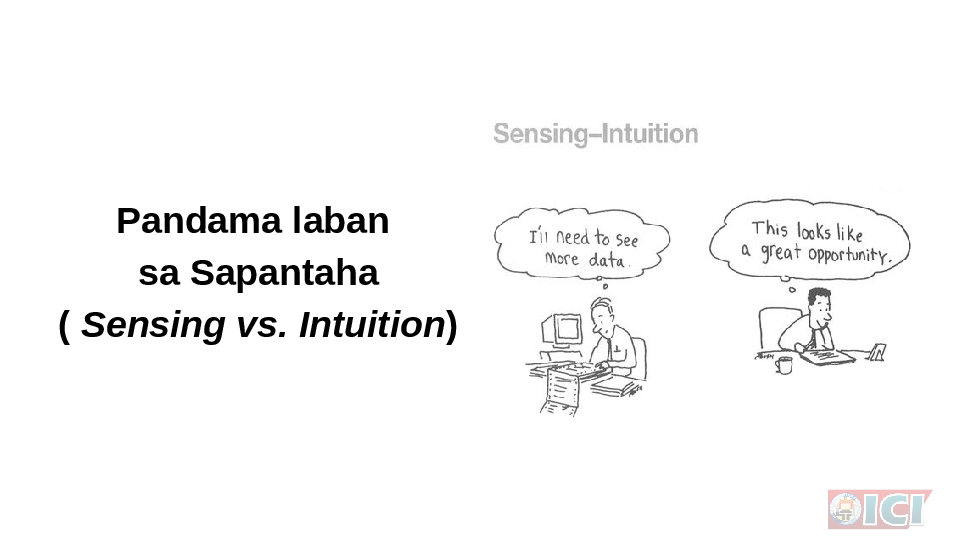 Pandama laban
sa Sapantaha
( Sensing vs. Intuition)
Sensing–Intuition
I'll need to see
more data.
This looks like
a great opportunity.
ICI